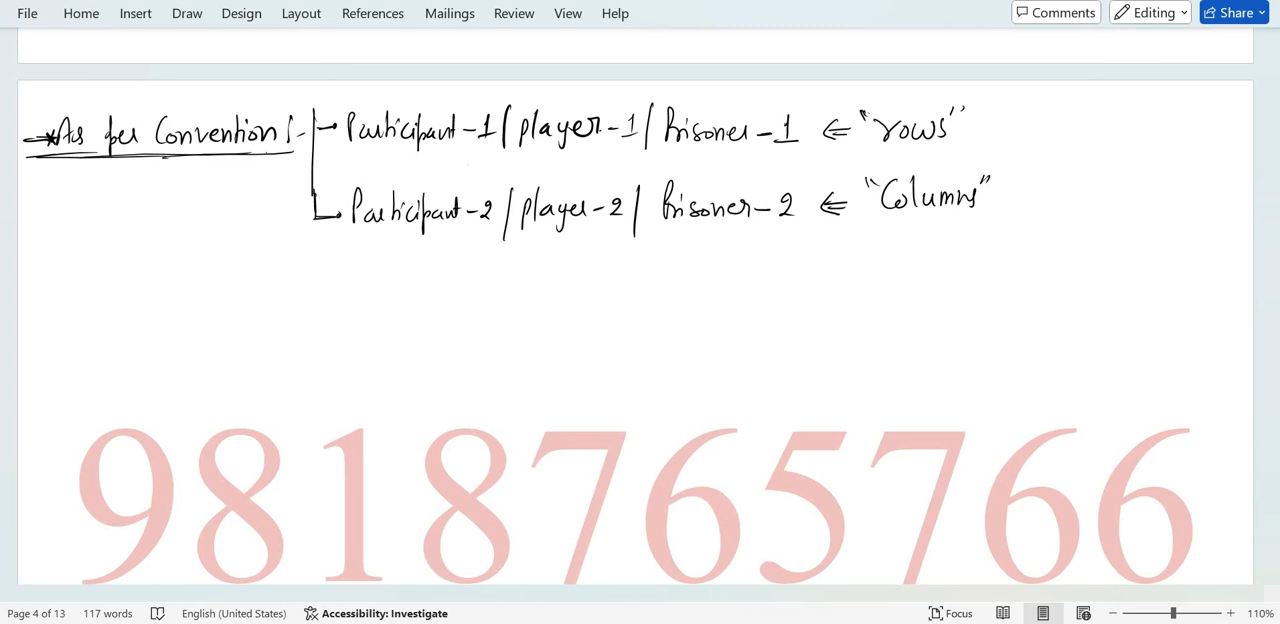 File Home Insert Draw Design Layout References Mailings Review View Help Comments Editing Share
As per Convention:- Participant-1/player-1/Prisoner-1 ⇐ "rows"
Participant-2/player-2/Prisoner-2 ⇐ "Columns"
9818765766
Page 4 of 13 117 words English (United States) Accessibility: Investigate Focus 110%